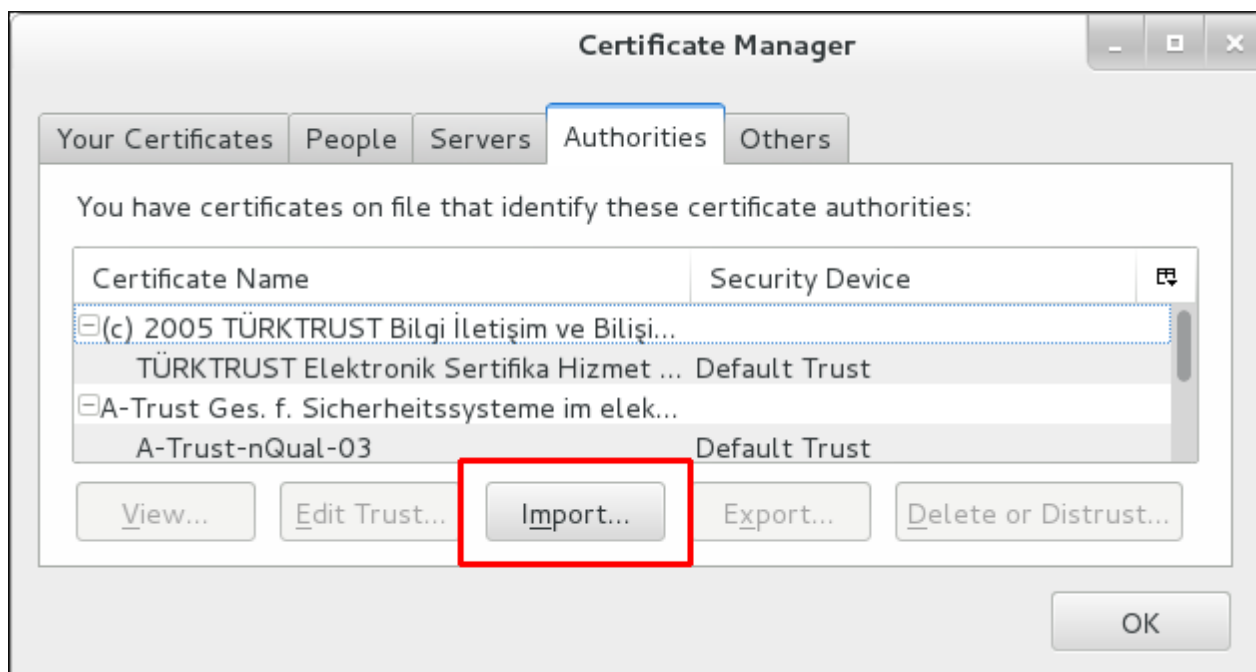 Certificate Manager
Your Certificates People Servers Authorities Others
You have certificates on file that identify these certificate authorities:
Certificate Name Security Device
(c) 2005 TÜRKTRUST Bilgi İletişim ve Bilişi...
TÜRKTRUST Elektronik Sertifika Hizmet ... Default Trust
A-Trust Ges. f. Sicherheitssysteme im elek...
A-Trust-nQual-03 Default Trust
View... Edit Trust... Import... Export... Delete or Distrust...
OK